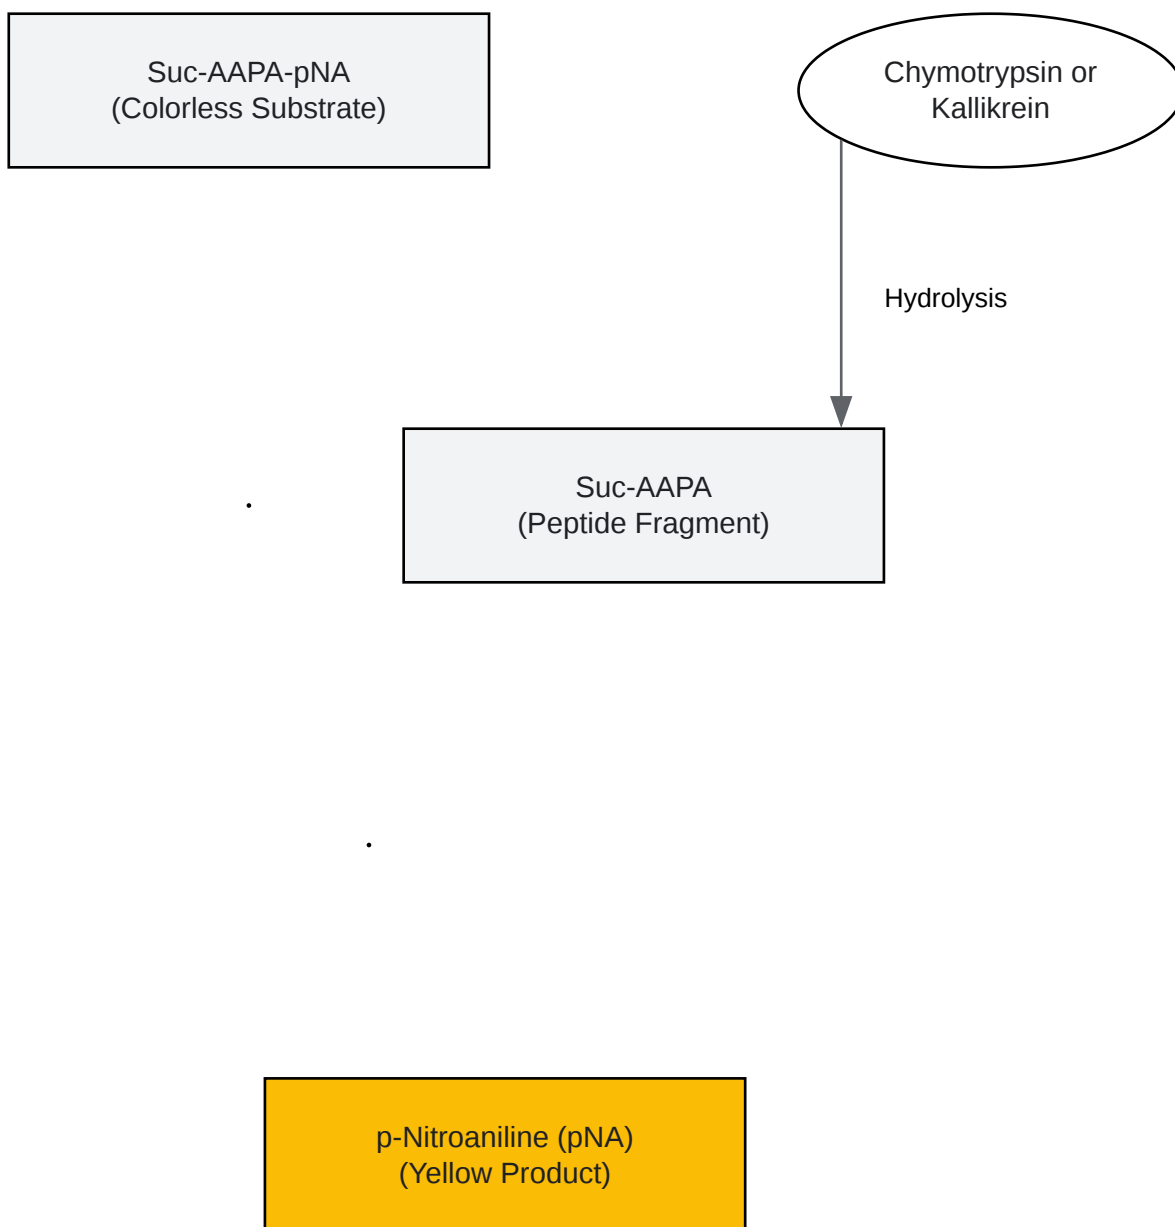 Suc-AAPA-pNA
(Colorless Substrate)
Chymotrypsin or
Kallikrein
Hydrolysis
Suc-AAPA
(Peptide Fragment)
p-Nitroaniline (pNA)
(Yellow Product)